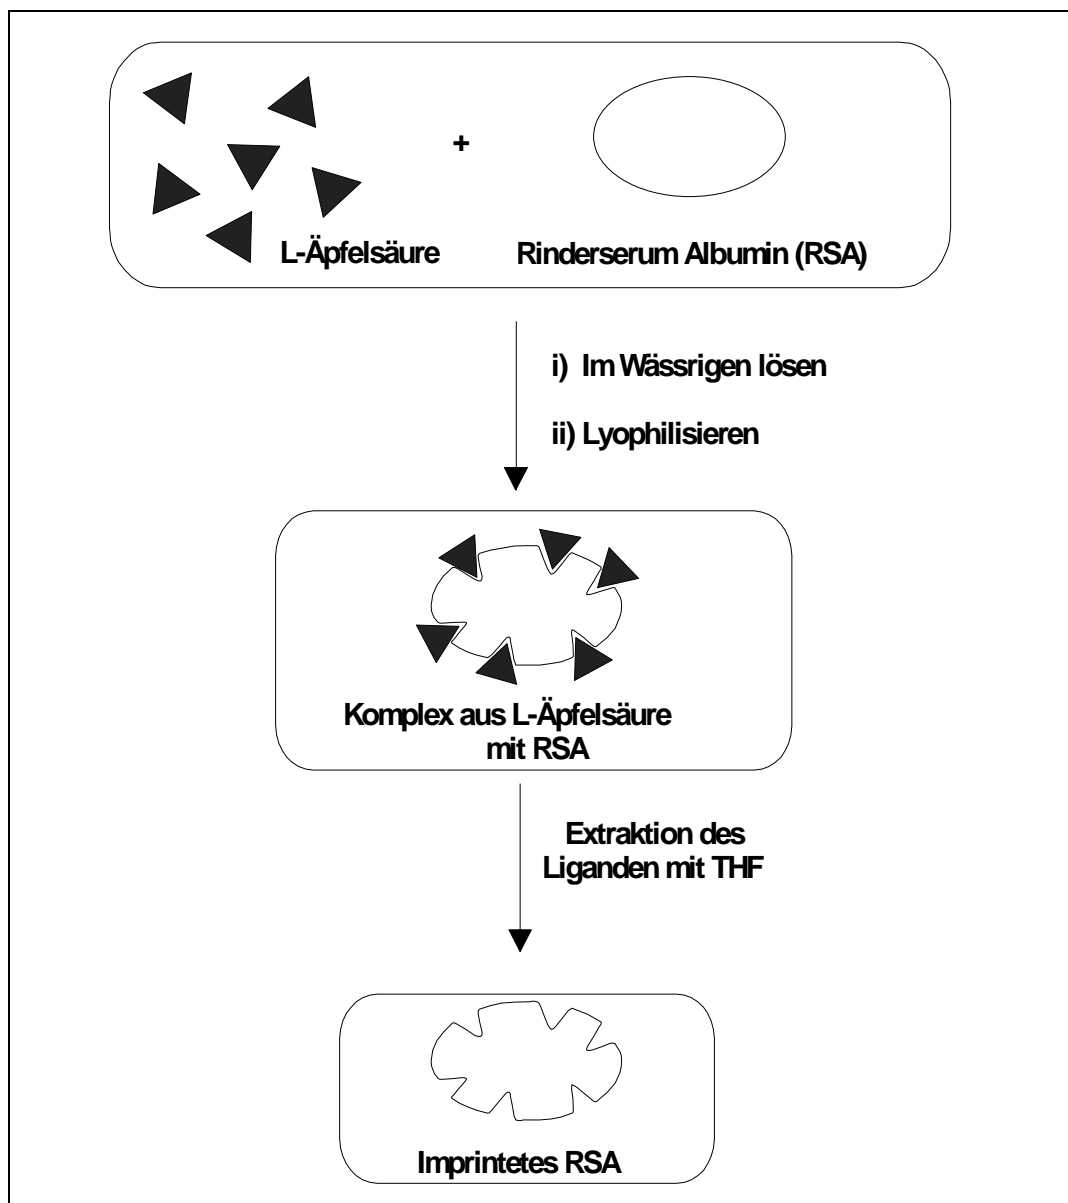 +
L-Äpfelsäure
Rinderserum Albumin (RSA)
i) Im Wässrigen lösen
ii) Lyophilisieren
Komplex aus L-Äpfelsäure
mit RSA
Extraktion des
Liganden mit THF
Imprintetes RSA